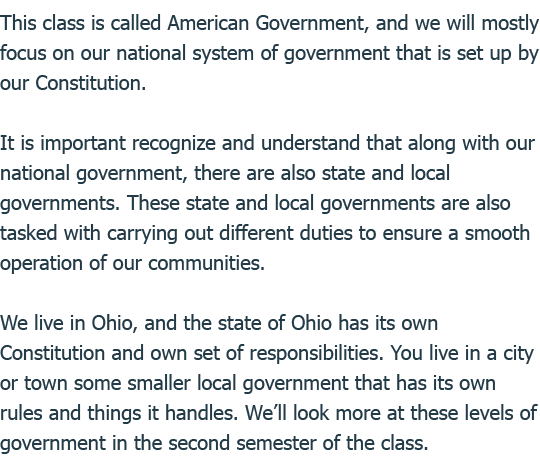 This class is called American Government, and we will mostly
focus on our national system of government that is set up by
our Constitution.

It is important recognize and understand that along with our
national government, there are also state and local
governments. These state and local governments are also
tasked with carrying out different duties to ensure a smooth
operation of our communities.

We live in Ohio, and the state of Ohio has its own
Constitution and own set of responsibilities. You live in a city
or town some smaller local government that has its own
rules and things it handles. We’ll look more at these levels of
government in the second semester of the class.